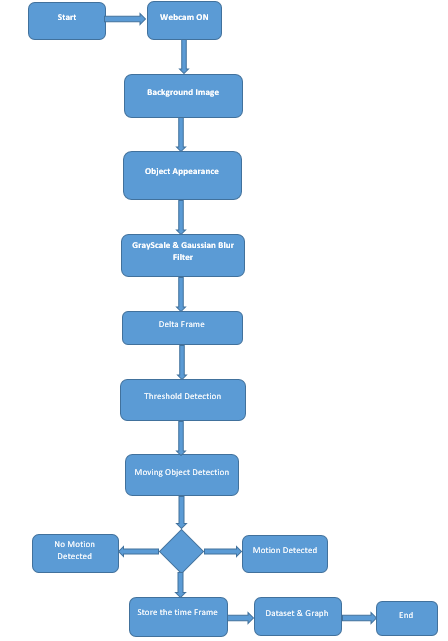 Start
Webcam ON
Background Image
Object Appearance
GrayScale & Gaussian Blur
Filter
Delta Frame
Threshold Detection
Moving Object Detection
No Motion
Detected
Motion Detected
Store the time Frame
Dataset & Graph
End